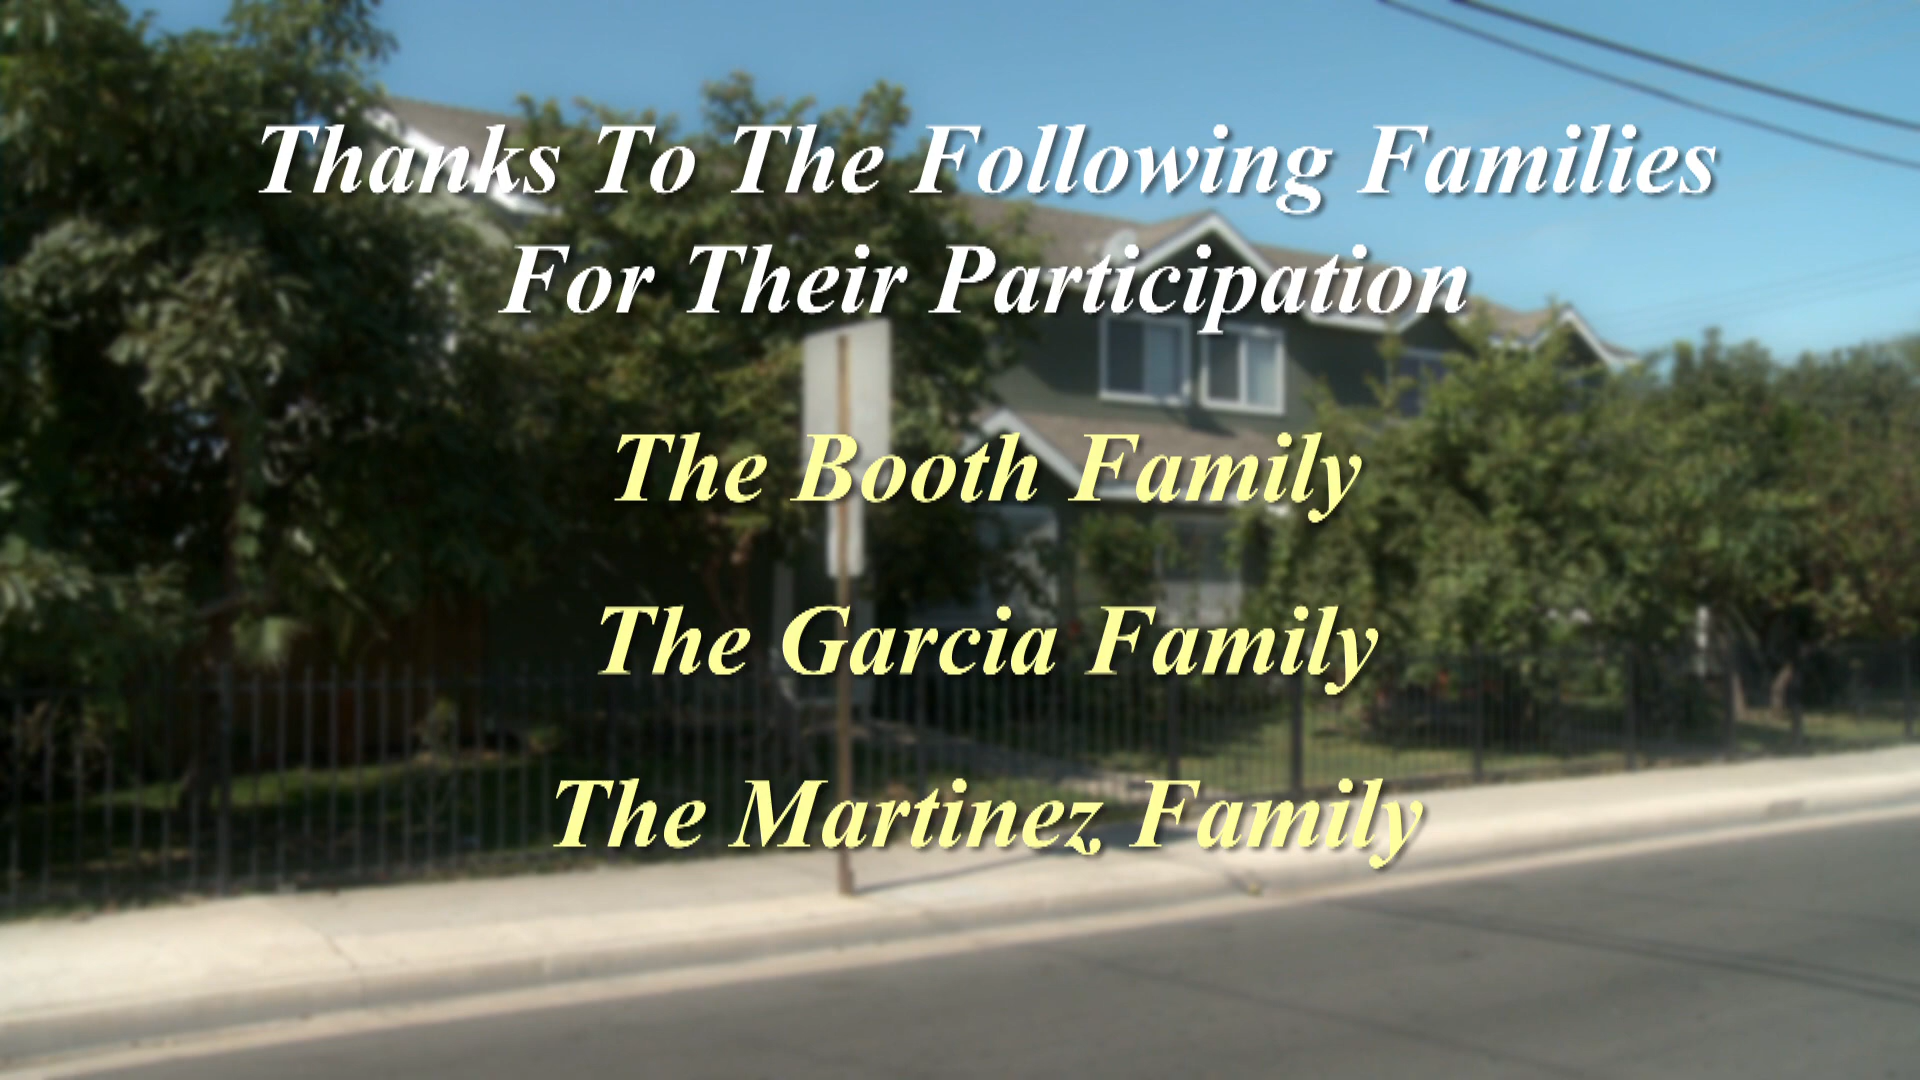 Thanks To The Following Families
For Their Participation
The Booth Family
The Garcia Family
The Martinez Family